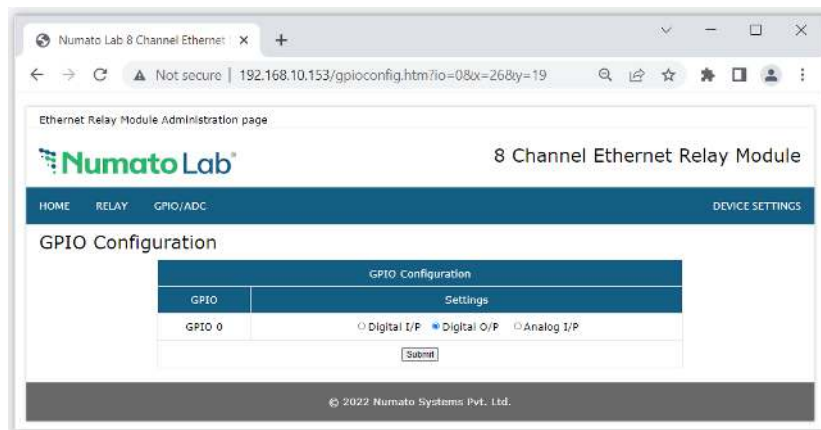 Numato Lab 8 Channel Ethernet
Not secure | 192.168.10.153/gpioconfig.htm?io=0&x=26&y=19
Ethernet Relay Module Administration page
Numato Lab
8 Channel Ethernet Relay Module
HOME RELAY GPIO/ADC DEVICE SETTINGS
GPIO Configuration
GPIO Configuration
GPIO Settings
GPIO 0 Digital I/P Digital O/P Analog I/P
Submit
© 2022 Numato Systems Pvt. Ltd.